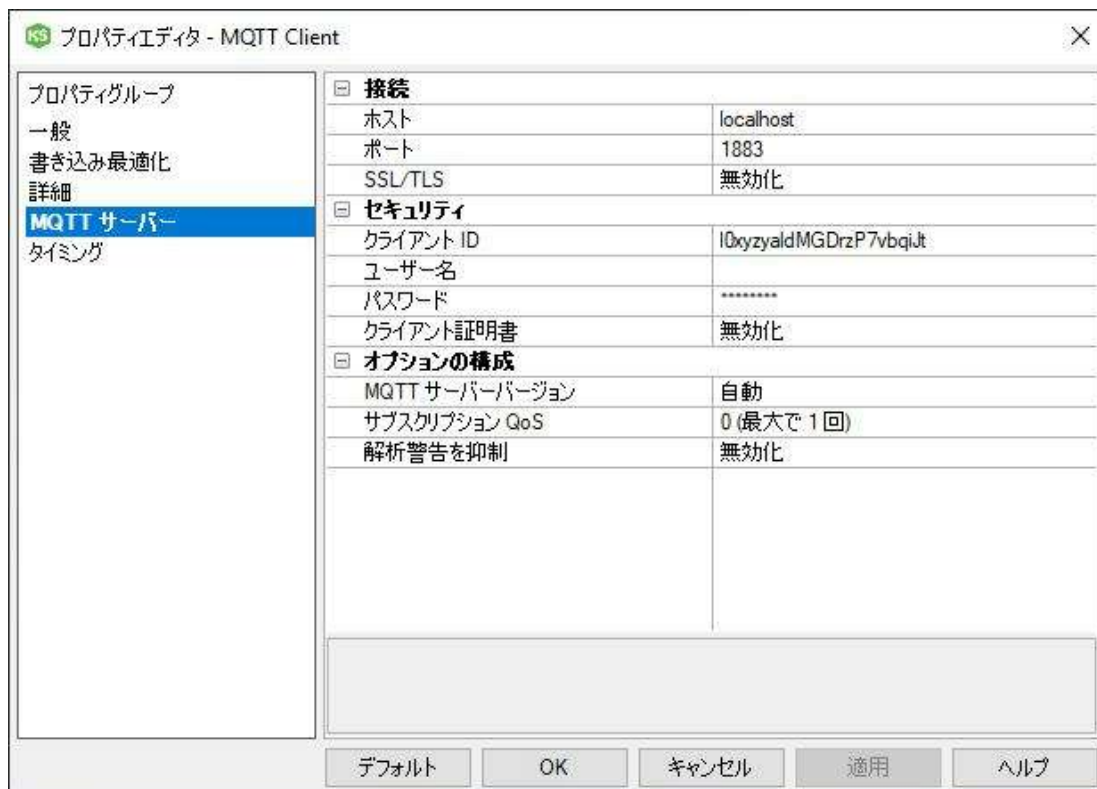 KS プロパティエディタ - MQTT Client
プロパティグループ
一般
書き込み最適化
詳細
MQTT サーバー
タイミング
接続
ホスト localhost
ポート 1883
SSL/TLS 無効化
セキュリティ
クライアント ID l0xyzyaldMGDrzP7vbqiJt
ユーザー名
パスワード ********
クライアント証明書 無効化
オプションの構成
MQTT サーバーバージョン 自動
サブスクリプション QoS 0 (最大で 1 回)
解析警告を抑制 無効化
デフォルト OK キャンセル 適用 ヘルプ